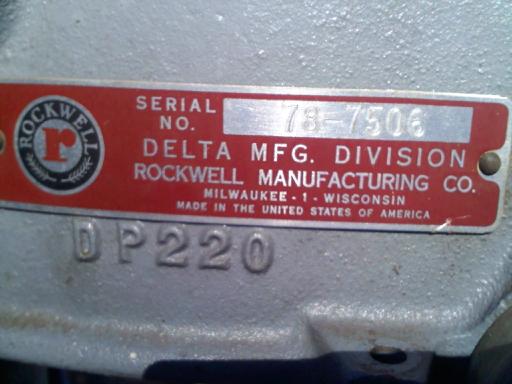 ROCKWELL
r
SERIAL NO. 78-7506
DELTA MFG. DIVISION
ROCKWELL MANUFACTURING CO.
MILWAUKEE - 1 - WISCONSIN
MADE IN THE UNITED STATES OF AMERICA
DP220